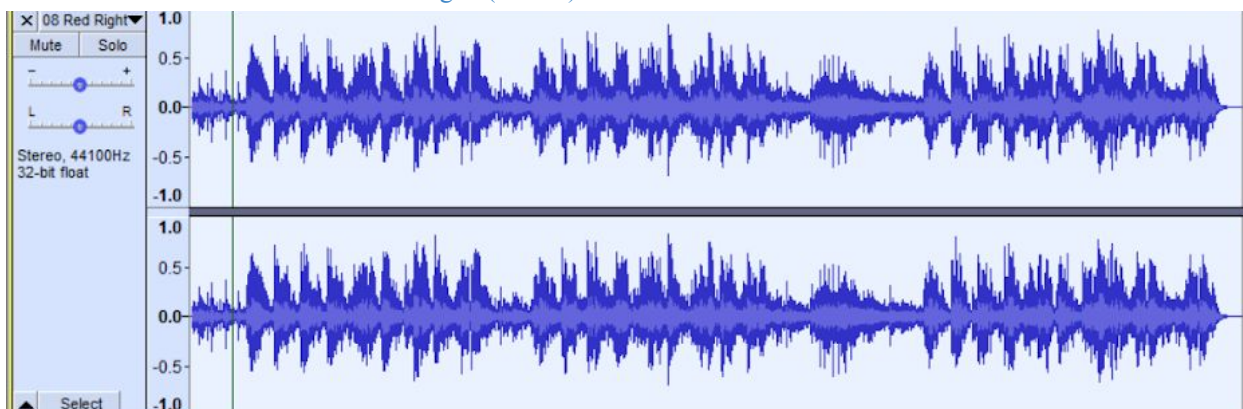 08 Red Right
1.0
Mute Solo
0.5-
- +
0.0-
L R
Stereo, 44100Hz
-0.5-
32-bit float
-1.0
1.0
0.5-
0.0-
-0.5-
Select
-1.0